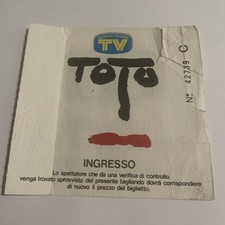 TV
TOTO
Nº 42739 C
INGRESSO
Lo spettatore che da una verifica di controllo
venga trovato sprovvisto del presente tagliando dovrà corrispondere
di nuovo il prezzo del biglietto.